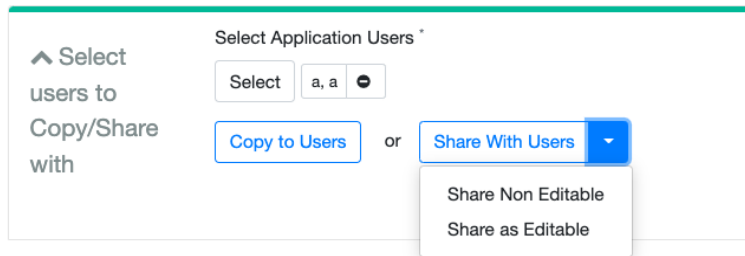 Select users to Copy/Share with
Select Application Users *
Select a, a
Copy to Users or Share With Users
Share Non Editable
Share as Editable